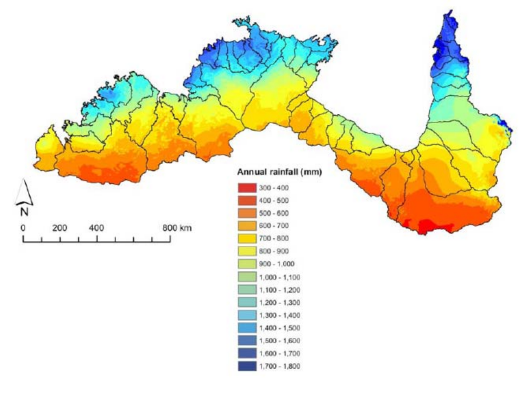 Annual rainfall (mm)
300 - 400
400 - 500
500 - 600
600 - 700
700 - 800
800 - 900
900 - 1,000
1,000 - 1,100
1,100 - 1,200
1,200 - 1,300
1,300 - 1,400
1,400 - 1,500
1,500 - 1,600
1,600 - 1,700
1,700 - 1,800
N
0 200 400 800 km